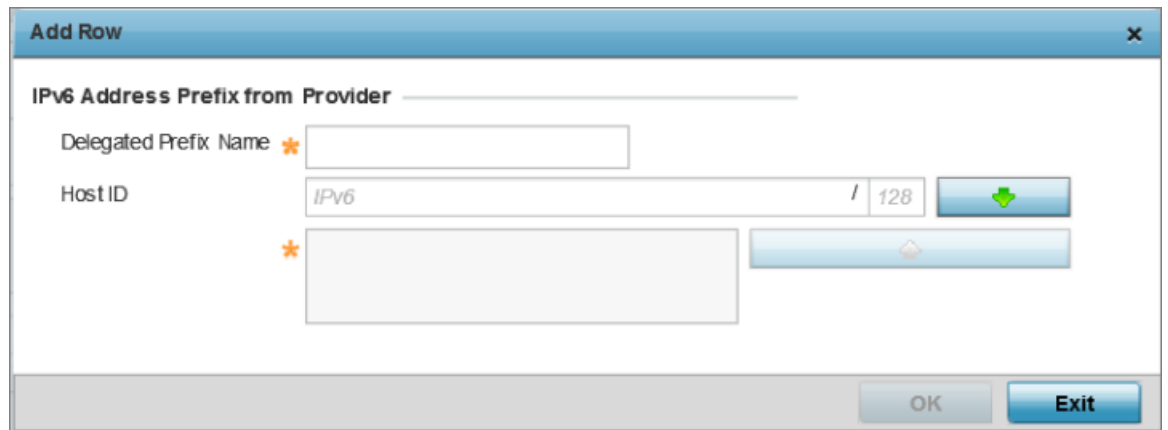 Add Row
IPv6 Address Prefix from Provider
Delegated Prefix Name *
Host ID IPv6 / 128
*
OK Exit